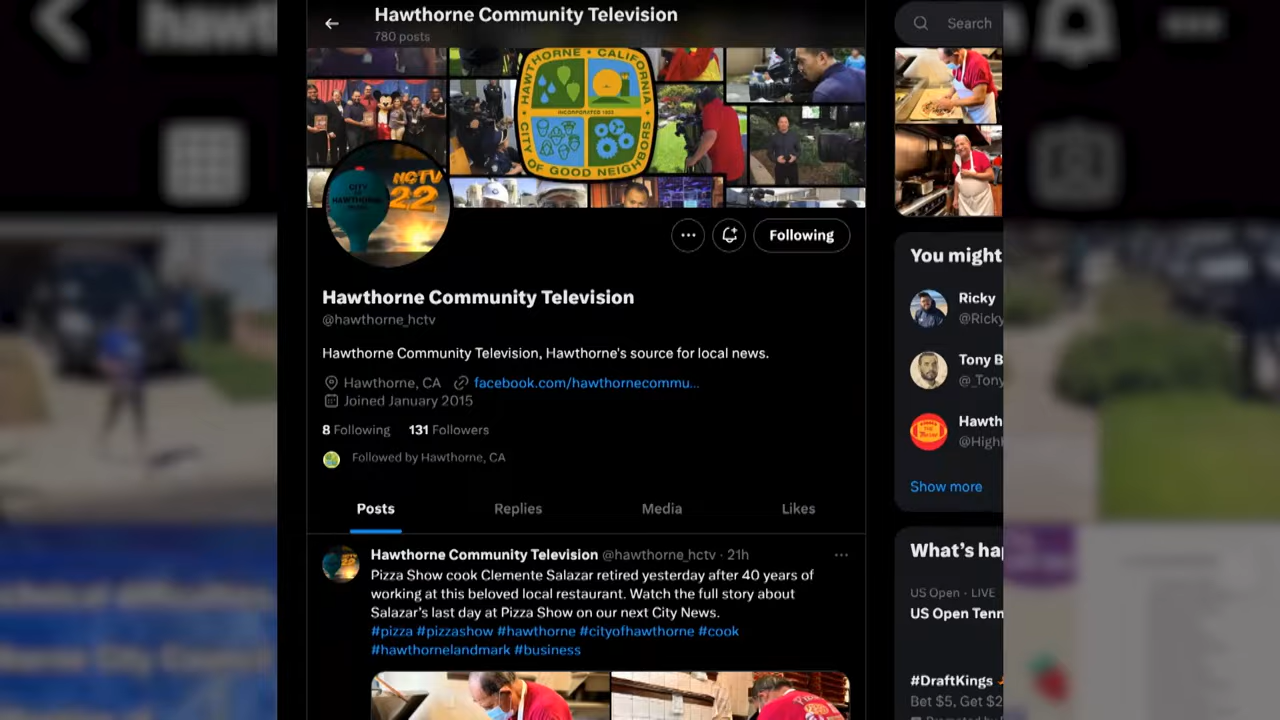 Hawthorne Community Television
780 posts
Search
HAWTHORNE · CALIFORNIA
INCORPORATED 1922
CITY OF GOOD NEIGHBORS
CITY OF
HAWTHORNE
HCTV
22
Following
Hawthorne Community Television
@hawthorne_hctv
Hawthorne Community Television, Hawthorne's source for local news.
Hawthorne, CA facebook.com/hawthornecommu...
Joined January 2015
8 Following 131 Followers
Followed by Hawthorne, CA
Posts Replies Media Likes
Hawthorne Community Television @hawthorne_hctv · 21h
Pizza Show cook Clemente Salazar retired yesterday after 40 years of
working at this beloved local restaurant. Watch the full story about
Salazar's last day at Pizza Show on our next City News.
#pizza #pizzashow #hawthorne #cityofhawthorne #cook
#hawthornelandmark #business
You might
Ricky
@Ricky
Tony B
@_Tony
Hawth
@High
Show more
What's ha
US Open · LIVE
US Open Tenn
#DraftKings
Bet $5, Get $2